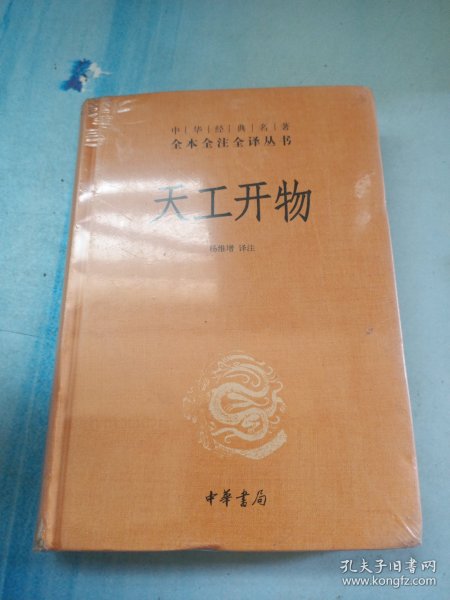 中华经典名著
全本全注全译丛书
天工开物
杨维增 译注
中華書局
孔夫子旧书网
www.kongfz.com